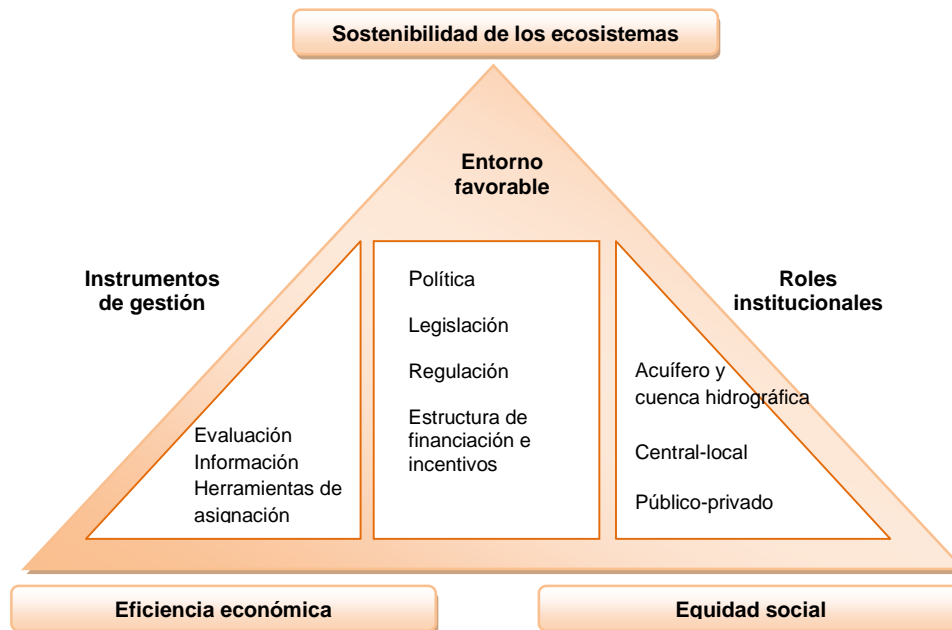 Sostenibilidad de los ecosistemas
Entorno
favorable
Instrumentos
de gestión
Roles
institucionales
Evaluación
Información
Herramientas de
asignación
Política
Legislación
Regulación
Estructura de
financiación e
incentivos
Acuífero y
cuenca hidrográfica
Central-local
Público-privado
Eficiencia económica
Equidad social